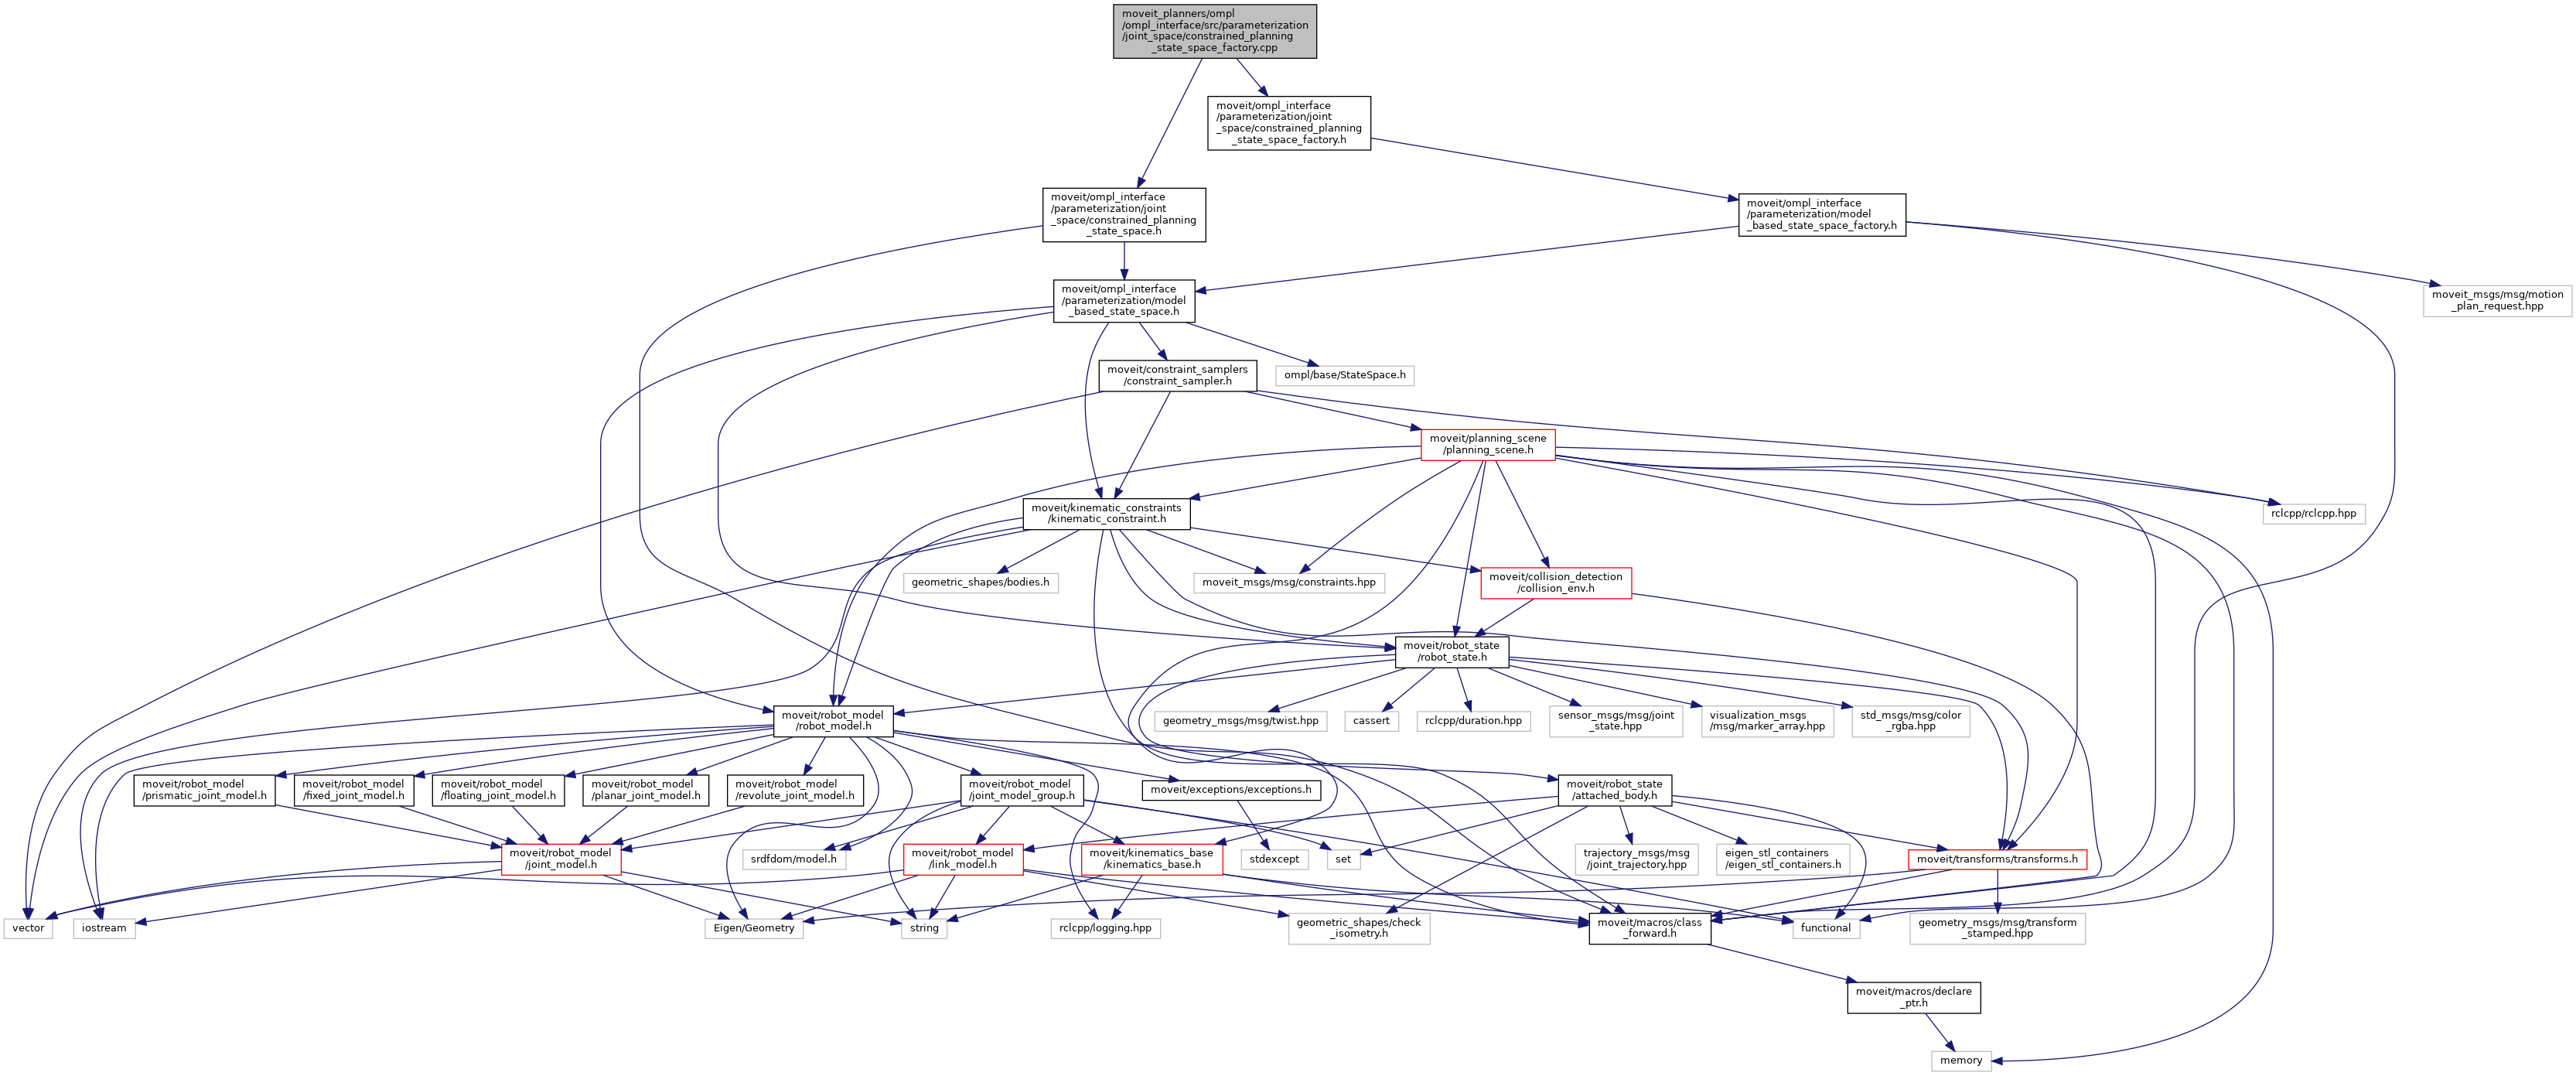 moveit_planners/ompl
/ompl_interface/src/parameterization
/joint_space/constrained_planning
_state_space_factory.cpp
moveit/ompl_interface
/parameterization/joint
_space/constrained_planning
_state_space_factory.h
moveit/ompl_interface
/parameterization/joint
_space/constrained_planning
_state_space.h
moveit/ompl_interface
/parameterization/model
_based_state_space_factory.h
moveit/ompl_interface
/parameterization/model
_based_state_space.h
moveit_msgs/msg/motion
_plan_request.hpp
moveit/constraint_samplers
/constraint_sampler.h
ompl/base/StateSpace.h
moveit/planning_scene
/planning_scene.h
moveit/kinematic_constraints
/kinematic_constraint.h
rclcpp/rclcpp.hpp
geometric_shapes/bodies.h
moveit_msgs/msg/constraints.hpp
moveit/collision_detection
/collision_env.h
moveit/robot_state
/robot_state.h
moveit/robot_model
/robot_model.h
geometry_msgs/msg/twist.hpp
cassert
rclcpp/duration.hpp
sensor_msgs/msg/joint
_state.hpp
visualization_msgs
/msg/marker_array.hpp
std_msgs/msg/color
_rgba.hpp
moveit/robot_model
/prismatic_joint_model.h
moveit/robot_model
/fixed_joint_model.h
moveit/robot_model
/floating_joint_model.h
moveit/robot_model
/planar_joint_model.h
moveit/robot_model
/revolute_joint_model.h
moveit/robot_model
/joint_model_group.h
moveit/exceptions/exceptions.h
moveit/robot_state
/attached_body.h
moveit/robot_model
/joint_model.h
srdfdom/model.h
moveit/robot_model
/link_model.h
moveit/kinematics_base
/kinematics_base.h
stdexcept
set
trajectory_msgs/msg
/joint_trajectory.hpp
eigen_stl_containers
/eigen_stl_containers.h
moveit/transforms/transforms.h
vector
iostream
Eigen/Geometry
string
rclcpp/logging.hpp
geometric_shapes/check
_isometry.h
moveit/macros/class
_forward.h
functional
geometry_msgs/msg/transform
_stamped.hpp
moveit/macros/declare
_ptr.h
memory